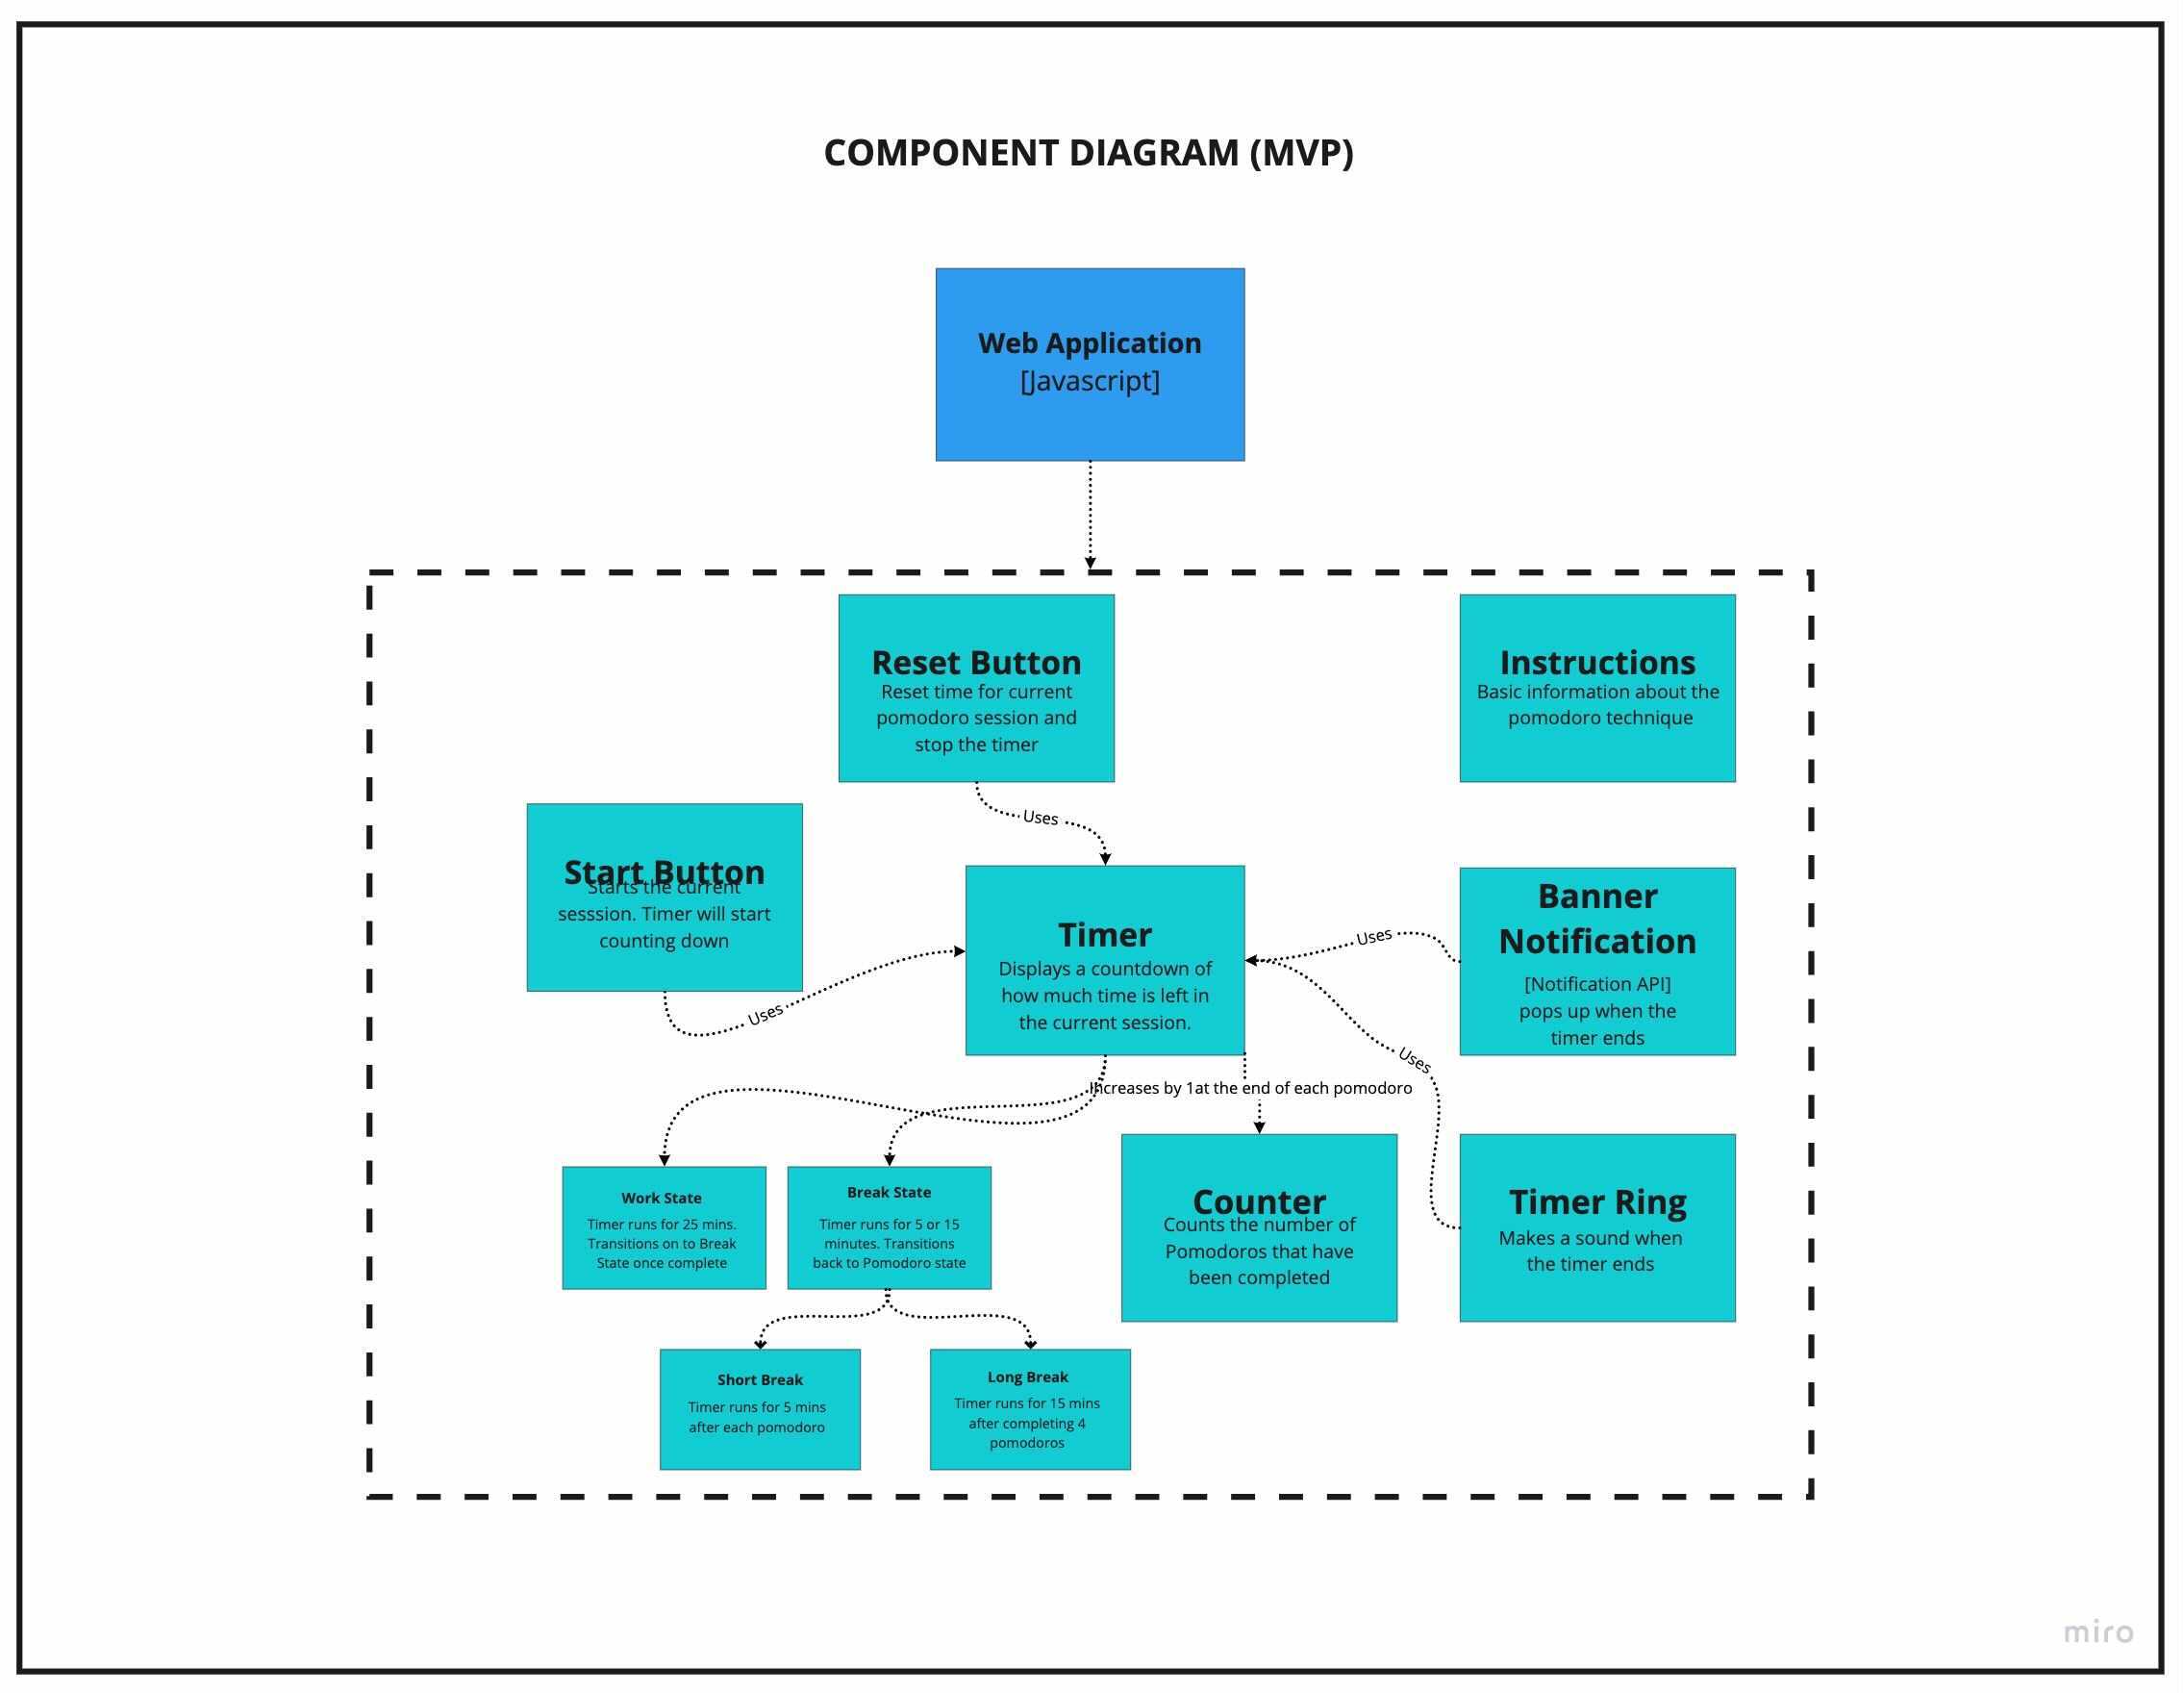 COMPONENT DIAGRAM (MVP)
Web Application
[Javascript]
Reset Button
Reset time for current
pomodoro session and
stop the timer
Instructions
Basic information about the
pomodoro technique
Uses
Start Button
Starts the current
sesssion. Timer will start
counting down
Uses
Timer
Displays a countdown of
how much time is left in
the current session.
Banner
Notification
[Notification API]
pops up when the
timer ends
Uses
Uses
Increases by 1at the end of each pomodoro
Work State
Timer runs for 25 mins.
Transitions on to Break
State once complete
Break State
Timer runs for 5 or 15
minutes. Transitions
back to Pomodoro state
Counter
Counts the number of
Pomodoros that have
been completed
Timer Ring
Makes a sound when
the timer ends
Short Break
Timer runs for 5 mins
after each pomodoro
Long Break
Timer runs for 15 mins
after completing 4
pomodoros
miro